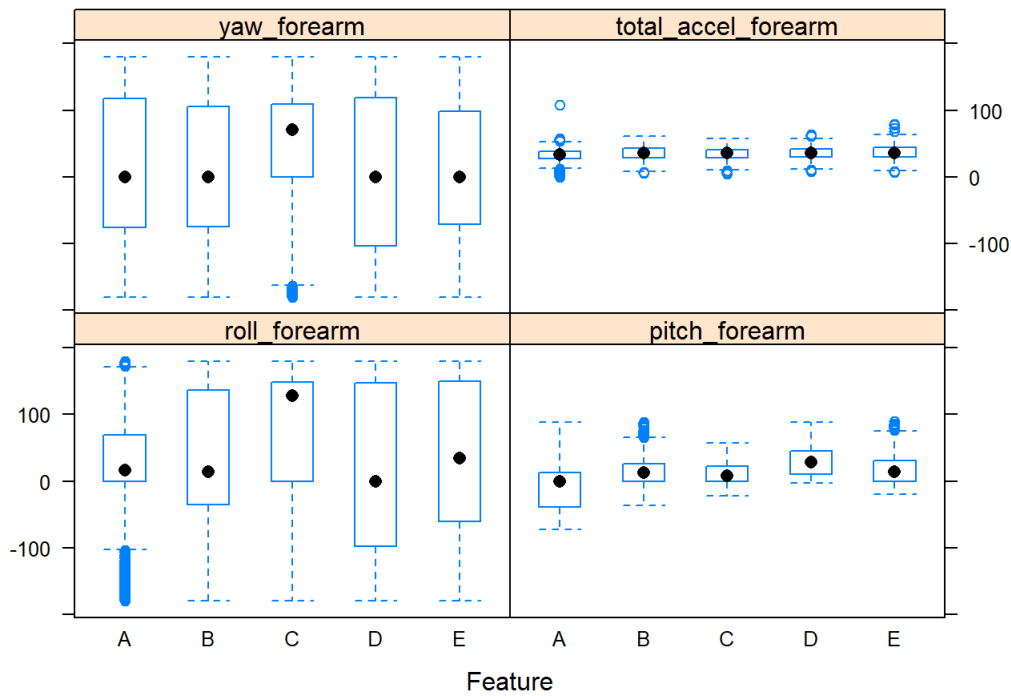 yaw_forearm
total_accel_forearm
100
0
-100
roll_forearm
pitch_forearm
100
0
-100
A B C D E A B C D E
Feature